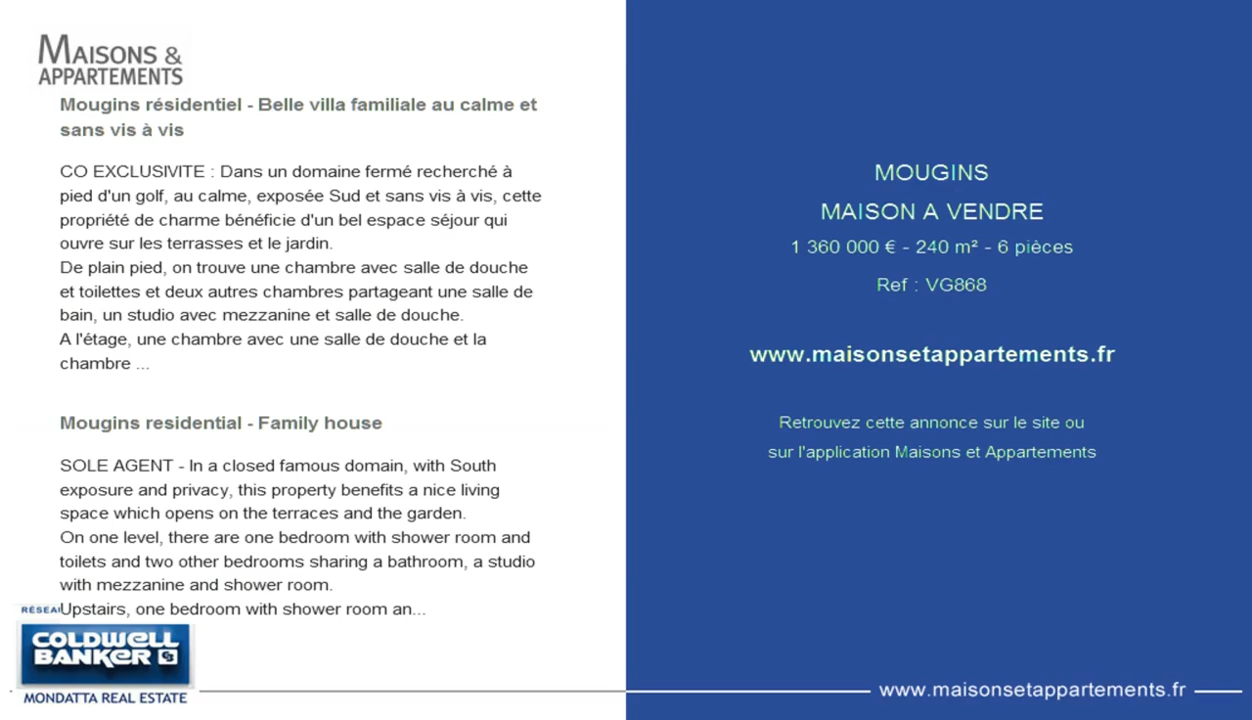 MAISONS &
APPARTEMENTS
Mougins résidentiel - Belle villa familiale au calme et
sans vis à vis
CO EXCLUSIVITE : Dans un domaine fermé recherché à
pied d'un golf, au calme, exposée Sud et sans vis à vis, cette
propriété de charme bénéficie d'un bel espace séjour qui
ouvre sur les terrasses et le jardin.
De plain pied, on trouve une chambre avec salle de douche
et toilettes et deux autres chambres partageant une salle de
bain, un studio avec mezzanine et salle de douche.
A l'étage, une chambre avec une salle de douche et la
chambre ...
Mougins residential - Family house
SOLE AGENT - In a closed famous domain, with South
exposure and privacy, this property benefits a nice living
space which opens on the terraces and the garden.
On one level, there are one bedroom with shower room and
toilets and two other bedrooms sharing a bathroom, a studio
with mezzanine and shower room.
Upstairs, one bedroom with shower room an...
COLDWELL
BANKER
MONDATTA REAL ESTATE
MOUGINS
MAISON A VENDRE
1 360 000 € - 240 m² - 6 pièces
Ref : VG868
www.maisonsetappartements.fr
Retrouvez cette annonce sur le site ou
sur l'application Maisons et Appartements
www.maisonsetappartements.fr